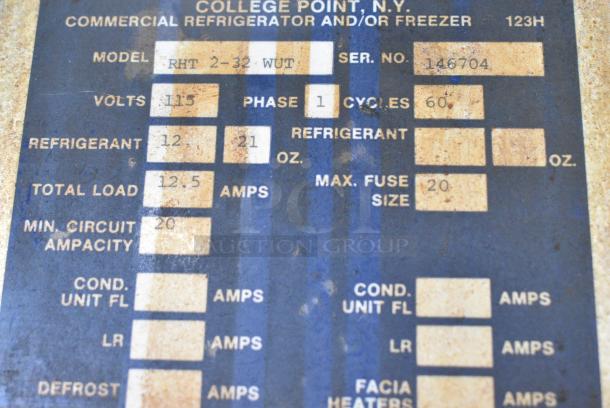 COLLEGE POINT, N.Y.
COMMERCIAL REFRIGERATOR AND/OR FREEZER 123H
MODEL RHT 2-32 WUT SER. NO. 146704
VOLTS 115 PHASE 1 CYCLES 60
REFRIGERANT 12 21 OZ. REFRIGERANT OZ.
TOTAL LOAD 12.5 AMPS MAX. FUSE SIZE 20
MIN. CIRCUIT AMPACITY 20
PCI
AUCTION GROUP
COND. UNIT FL AMPS COND. UNIT FL AMPS
LR AMPS LR AMPS
DEFROST AMPS FACIA HEATERS AMPS